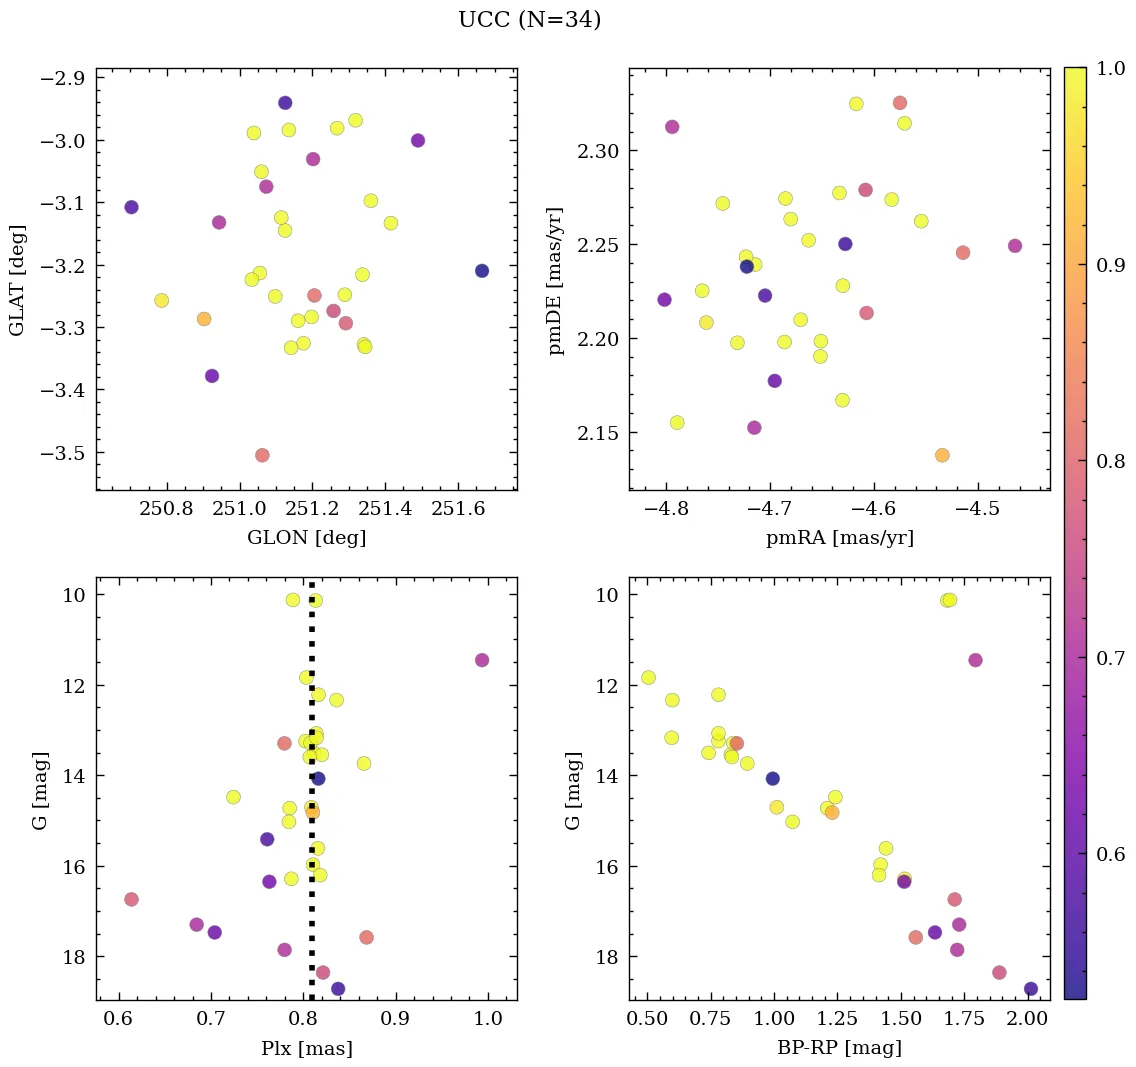 UCC (N=34)
−2.9
−3.0
−3.1
−3.2
−3.3
−3.4
−3.5
GLAT [deg]
250.8 251.0 251.2 251.4 251.6
GLON [deg]
2.30
2.25
2.20
2.15
pmDE [mas/yr]
−4.8 −4.7 −4.6 −4.5
pmRA [mas/yr]
10
12
14
16
18
G [mag]
0.6 0.7 0.8 0.9 1.0
Plx [mas]
10
12
14
16
18
G [mag]
0.50 0.75 1.00 1.25 1.50 1.75 2.00
BP-RP [mag]
1.0
0.9
0.8
0.7
0.6